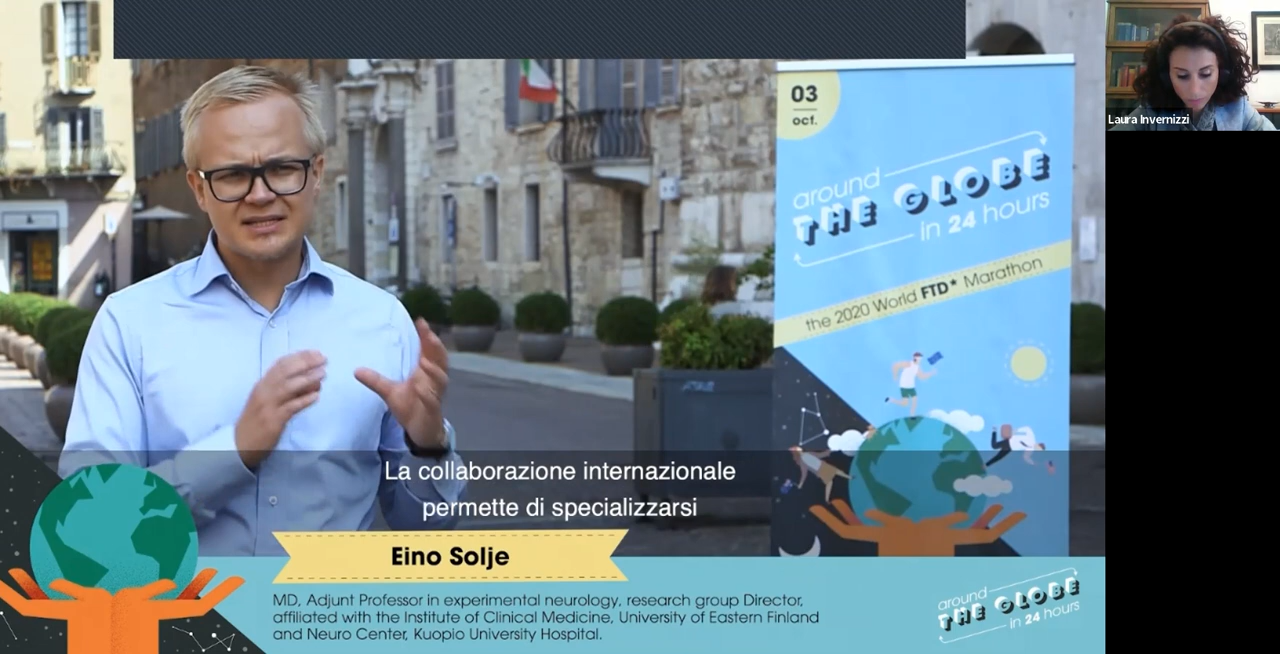 Laura Invernizzi
03
oct.
around
THE GLOBE
in 24 hours
the 2020 World FTD* Marathon
La collaborazione internazionale
permette di specializzarsi
Eino Solje
MD, Adjunt Professor in experimental neurology, research group Director,
affiliated with the Institute of Clinical Medicine, University of Eastern Finland
and Neuro Center, Kuopio University Hospital.
around
THE GLOBE
in 24 hours